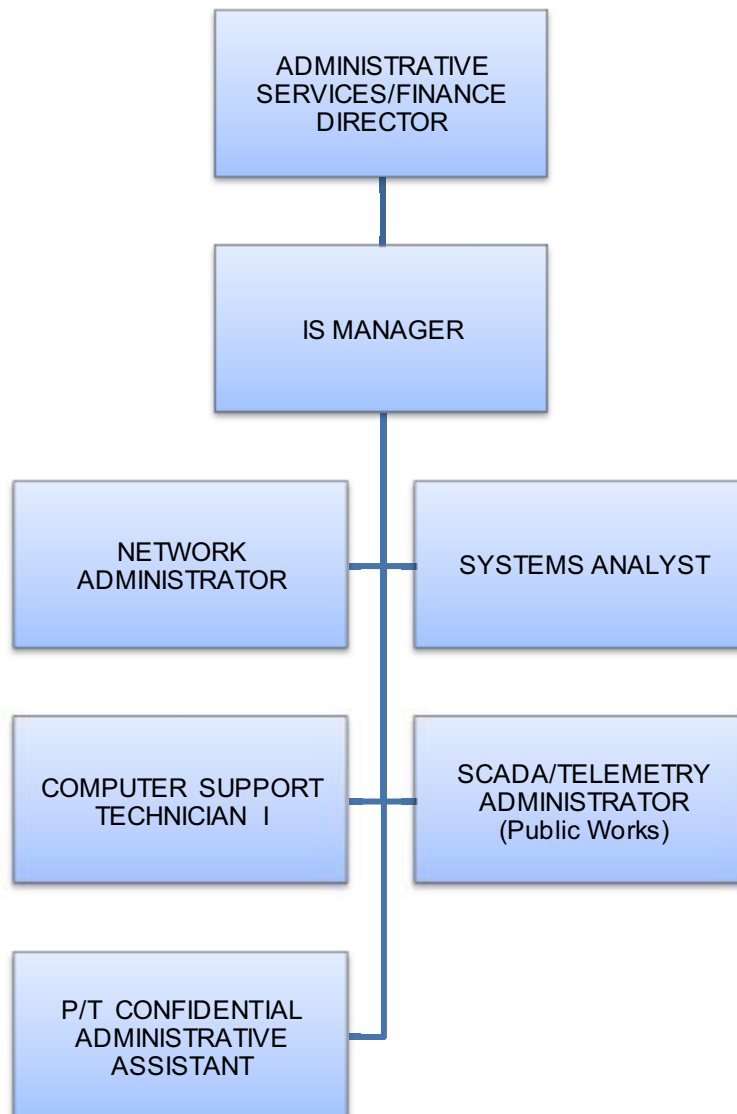 ADMINISTRATIVE
SERVICES/FINANCE
DIRECTOR
IS MANAGER
NETWORK
ADMINISTRATOR
SYSTEMS ANALYST
COMPUTER SUPPORT
TECHNICIAN I
SCADA/TELEMETRY
ADMINISTRATOR
(Public Works)
P/T CONFIDENTIAL
ADMINISTRATIVE
ASSISTANT